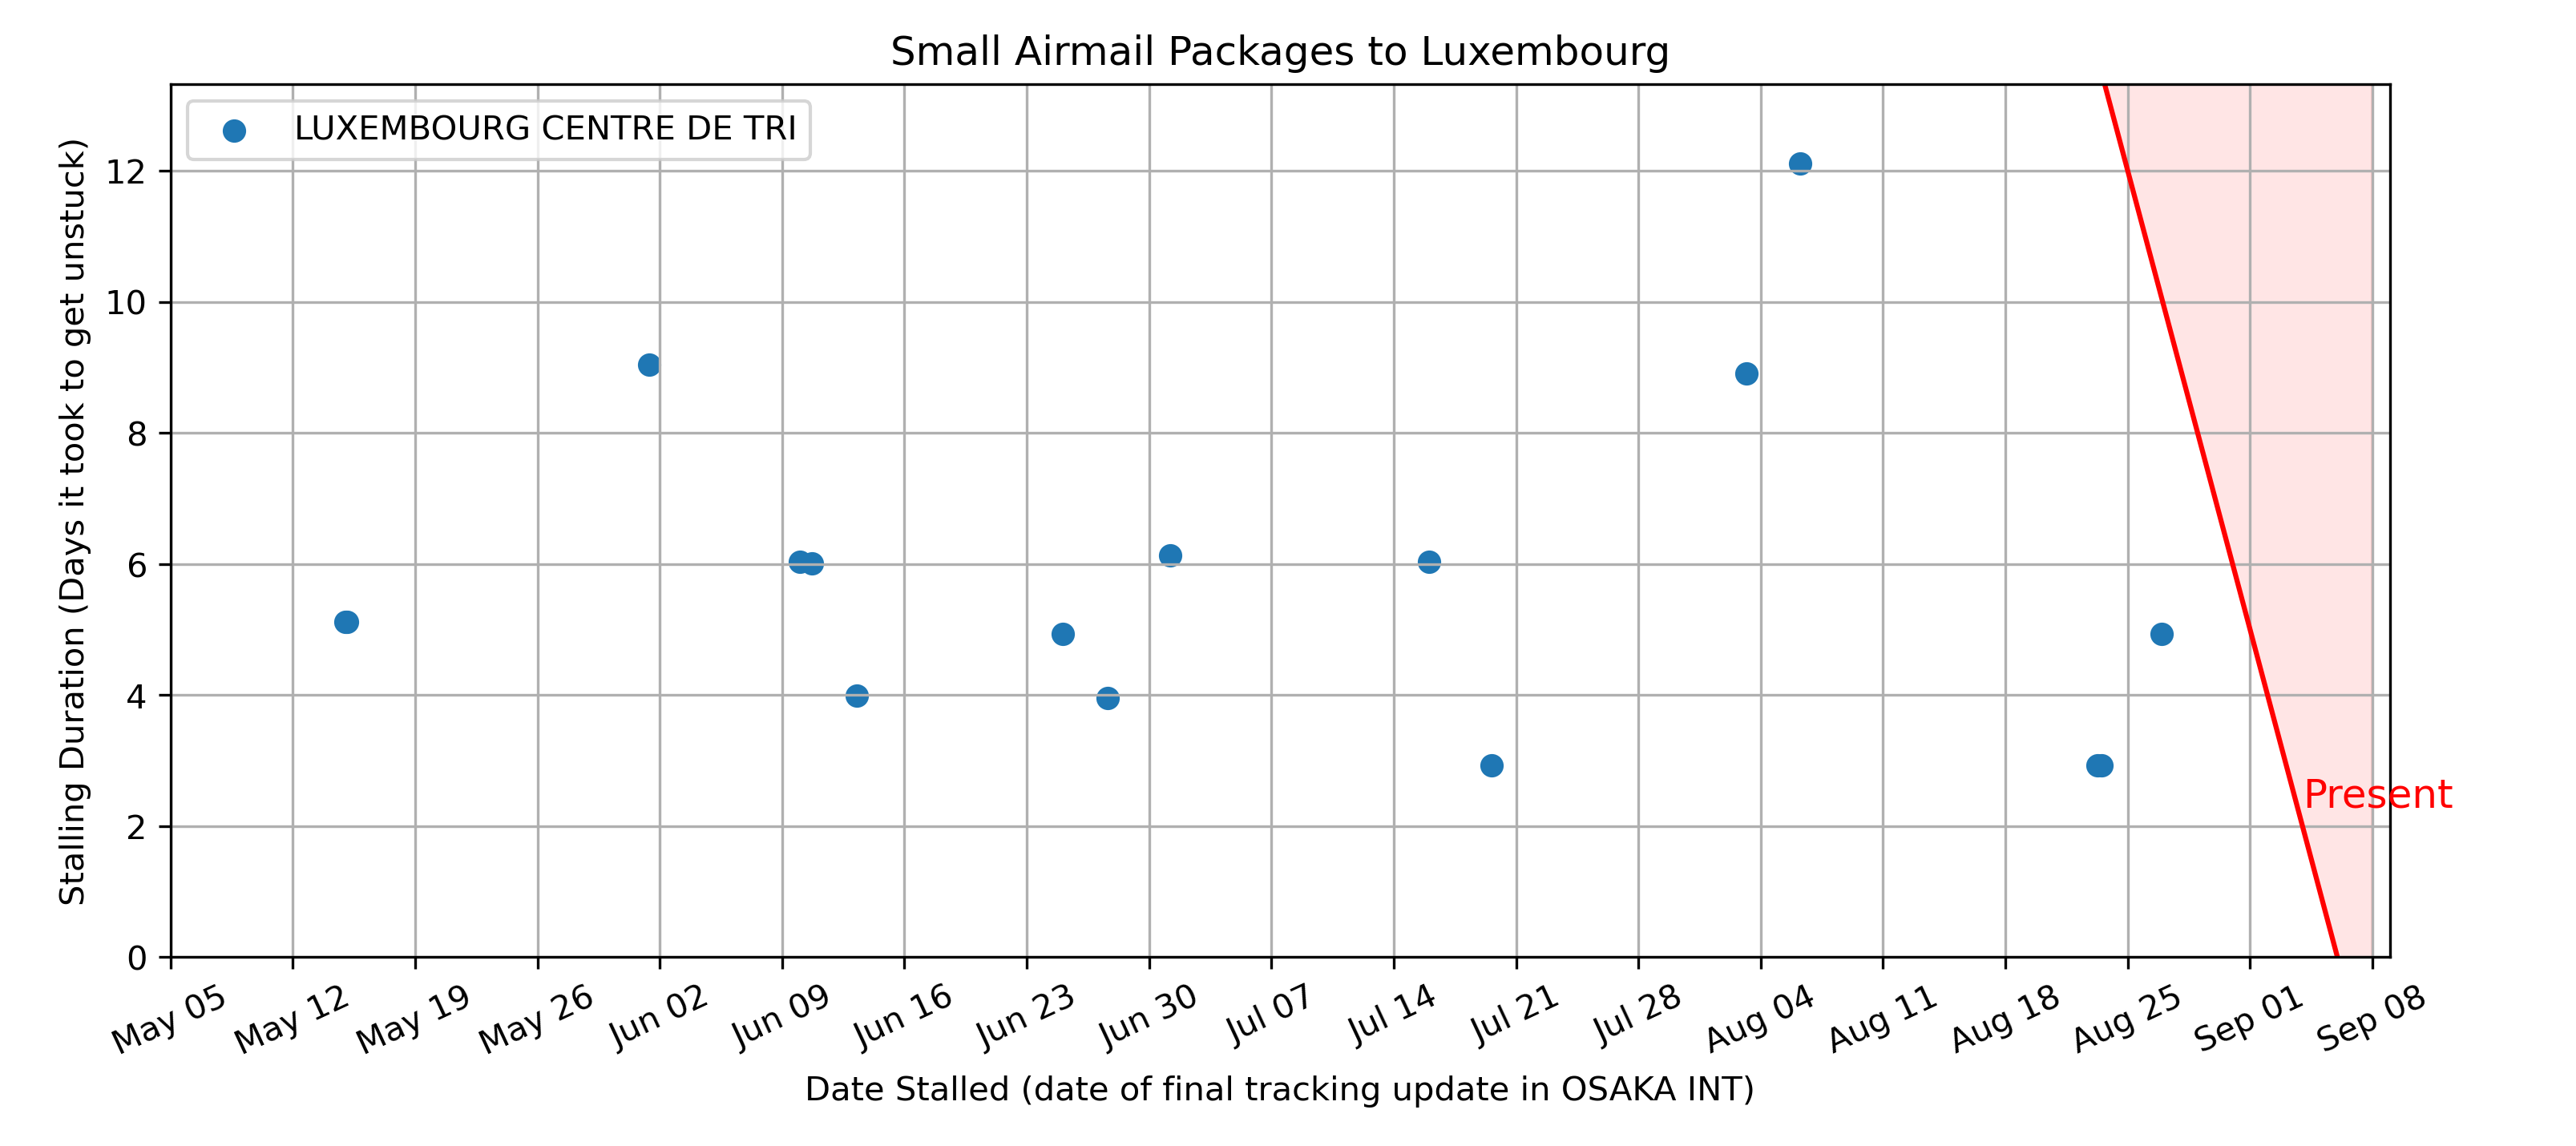 Small Airmail Packages to Luxembourg
LUXEMBOURG CENTRE DE TRI
Stalling Duration (Days it took to get unstuck)
12
10
8
6
4
2
0
Present
May 05
May 12
May 19
May 26
Jun 02
Jun 09
Jun 16
Jun 23
Jun 30
Jul 07
Jul 14
Jul 21
Jul 28
Aug 04
Aug 11
Aug 18
Aug 25
Sep 01
Sep 08
Date Stalled (date of final tracking update in OSAKA INT)